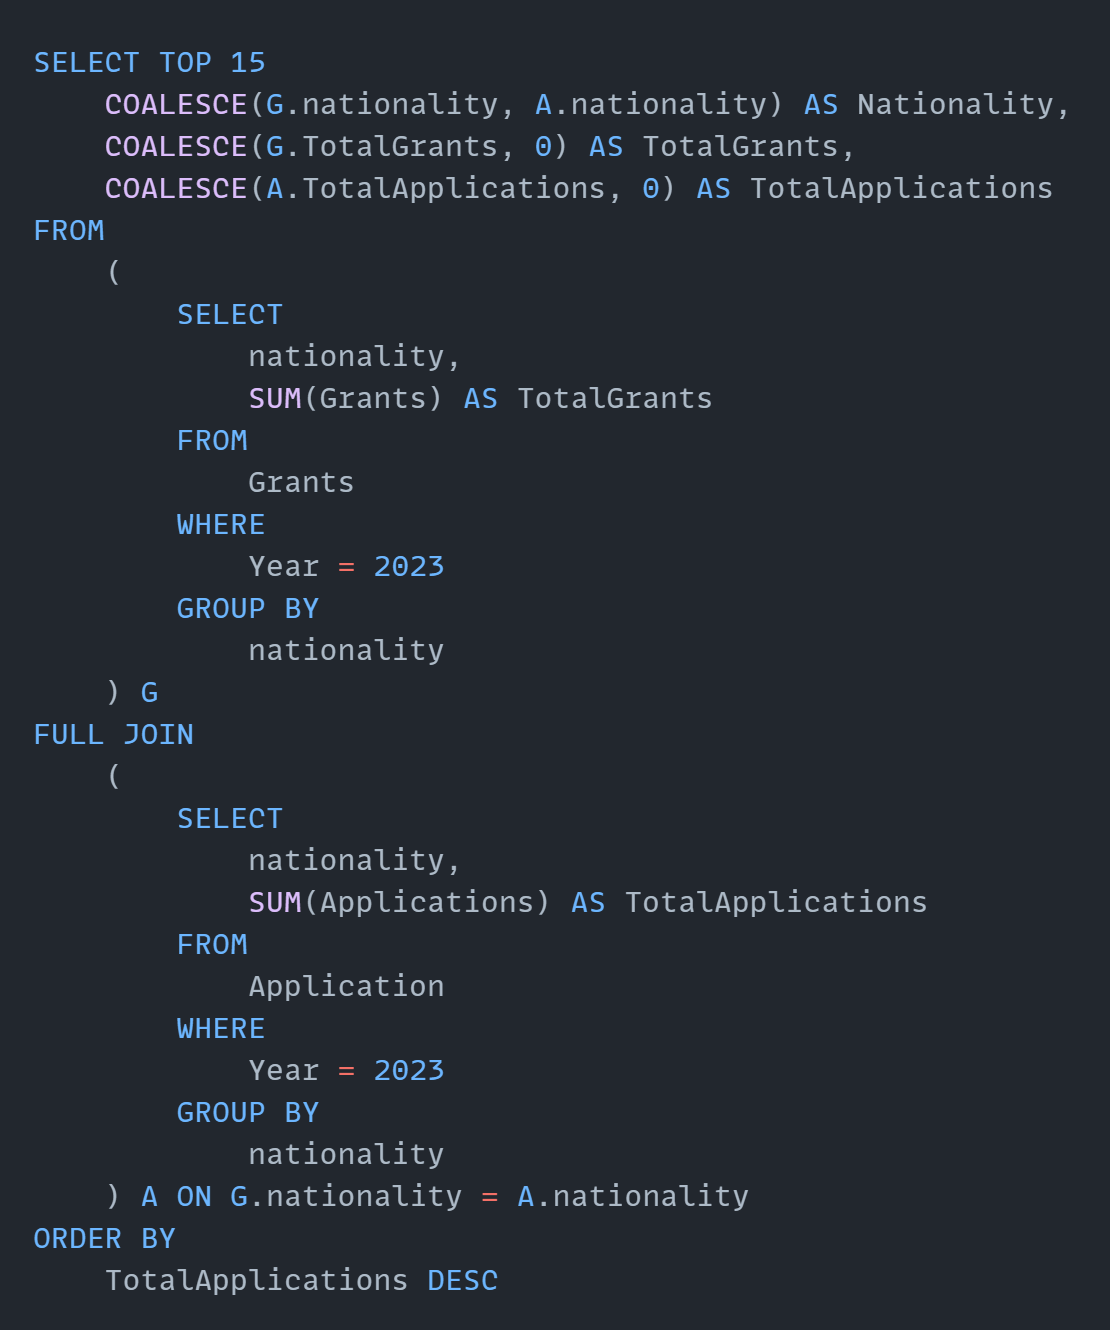 SELECT TOP 15
    COALESCE(G.nationality, A.nationality) AS Nationality,
    COALESCE(G.TotalGrants, 0) AS TotalGrants,
    COALESCE(A.TotalApplications, 0) AS TotalApplications
FROM
    (
        SELECT
            nationality,
            SUM(Grants) AS TotalGrants
        FROM
            Grants
        WHERE
            Year = 2023
        GROUP BY
            nationality
    ) G
FULL JOIN
    (
        SELECT
            nationality,
            SUM(Applications) AS TotalApplications
        FROM
            Application
        WHERE
            Year = 2023
        GROUP BY
            nationality
    ) A ON G.nationality = A.nationality
ORDER BY
    TotalApplications DESC